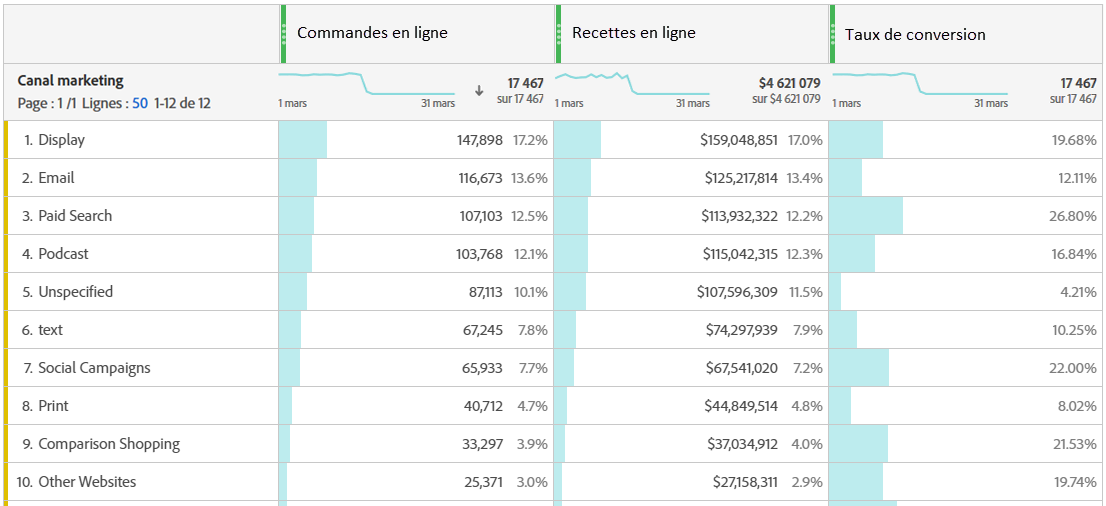 Commandes en ligne Recettes en ligne Taux de conversion
Canal marketing 17 467 $4 621 079 17 467
Page : 1 /1 Lignes : 50 1-12 de 12 1 mars 31 mars sur 17 467 1 mars 31 mars sur $4 621 079 1 mars 31 mars sur 17 467
1. Display 147,898 17.2% $159,048,851 17.0% 19.68%
2. Email 116,673 13.6% $125,217,814 13.4% 12.11%
3. Paid Search 107,103 12.5% $113,932,322 12.2% 26.80%
4. Podcast 103,768 12.1% $115,042,315 12.3% 16.84%
5. Unspecified 87,113 10.1% $107,596,309 11.5% 4.21%
6. text 67,245 7.8% $74,297,939 7.9% 10.25%
7. Social Campaigns 65,933 7.7% $67,541,020 7.2% 22.00%
8. Print 40,712 4.7% $44,849,514 4.8% 8.02%
9. Comparison Shopping 33,297 3.9% $37,034,912 4.0% 21.53%
10. Other Websites 25,371 3.0% $27,158,311 2.9% 19.74%